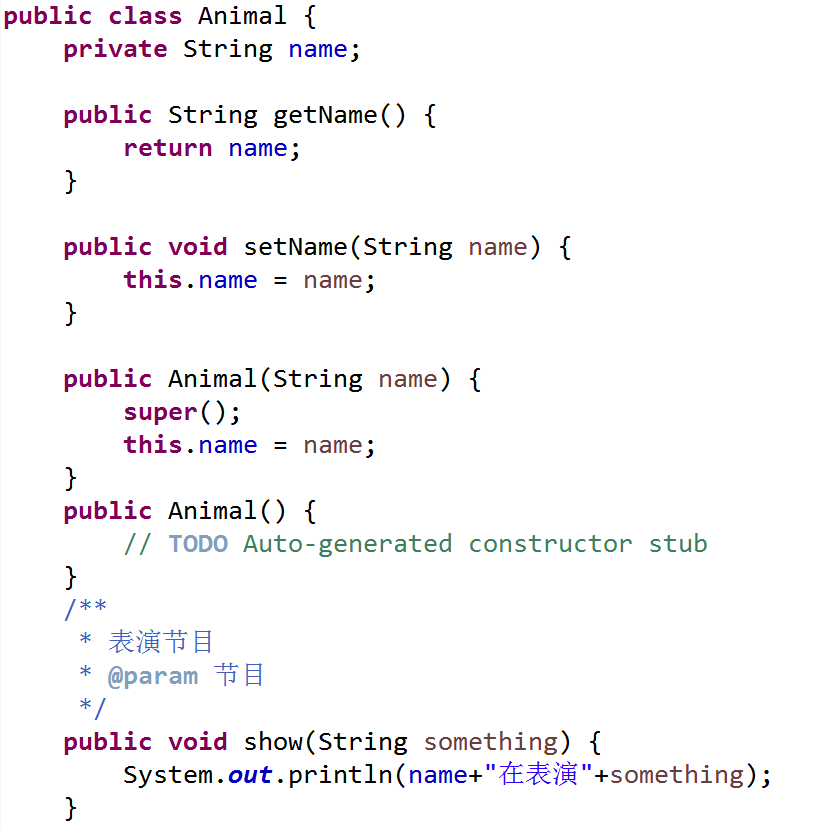 public class Animal {
    private String name;

    public String getName() {
        return name;
    }

    public void setName(String name) {
        this.name = name;
    }

    public Animal(String name) {
        super();
        this.name = name;
    }
    public Animal() {
        // TODO Auto-generated constructor stub
    }
    /**
     * 表演节目
     * @param 节目
     */
    public void show(String something) {
        System.out.println(name+"在表演"+something);
    }